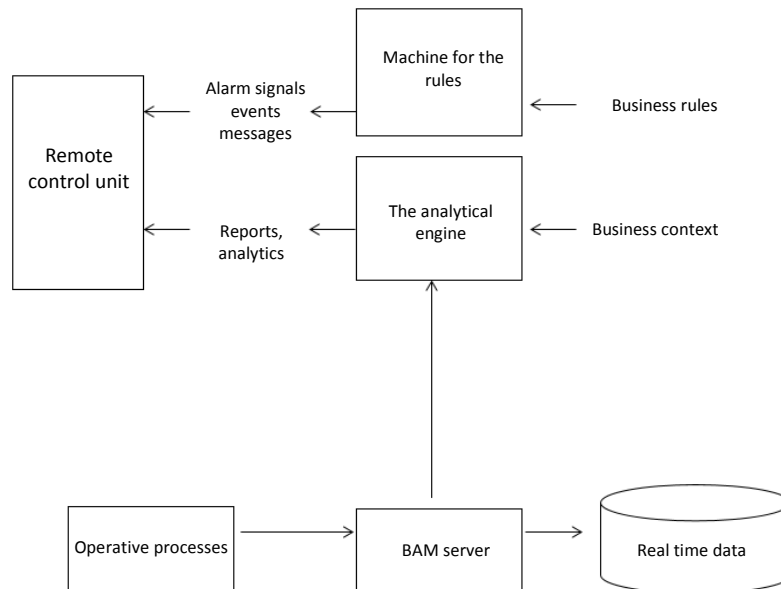 Machine for the
rules
Alarm signals
events
messages
Business rules
Remote
control unit
The analytical
engine
Reports,
analytics
Business context
Operative processes
BAM server
Real time data